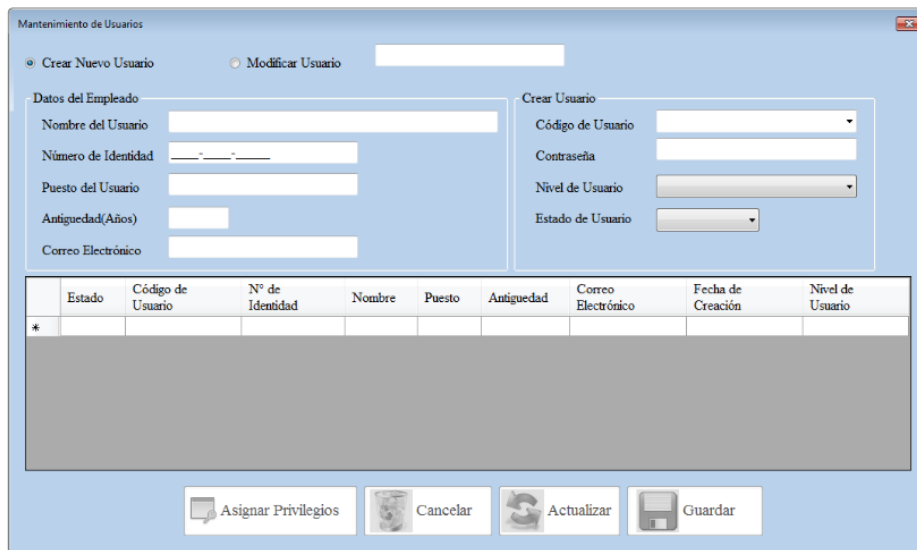 Mantenimiento de Usuarios
Crear Nuevo Usuario
Modificar Usuario
Datos del Empleado
Nombre del Usuario
Número de Identidad
____-____-_____
Puesto del Usuario
Antiguedad(Años)
Correo Electrónico
Crear Usuario
Código de Usuario
Contraseña
Nivel de Usuario
Estado de Usuario
Estado
Código de
Usuario
N° de
Identidad
Nombre
Puesto
Antiguedad
Correo
Electrónico
Fecha de
Creación
Nivel de
Usuario
*
Asignar Privilegios
Cancelar
Actualizar
Guardar